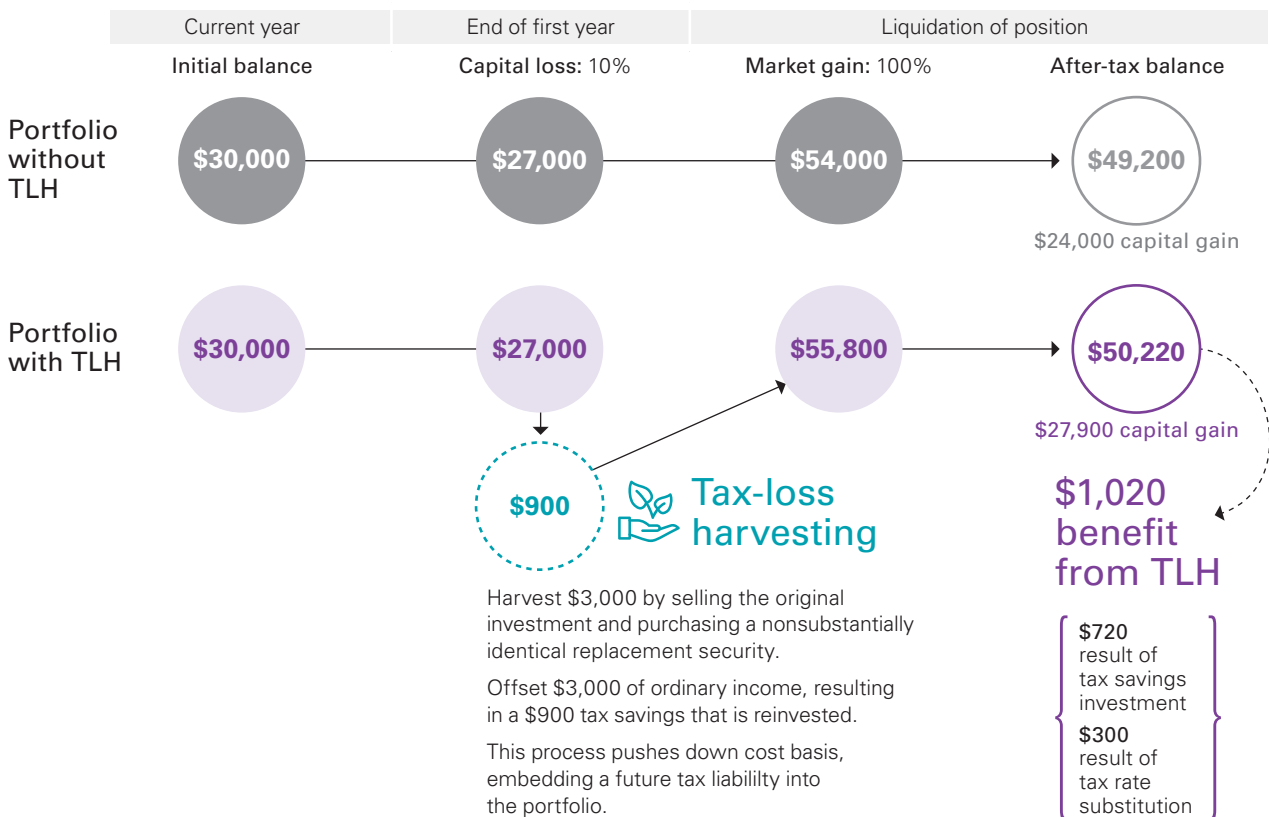 Current year
End of first year
Liquidation of position
Initial balance
Capital loss: 10%
Market gain: 100%
After-tax balance
Portfolio
without
TLH
$30,000
$27,000
$54,000
$49,200
$24,000 capital gain
Portfolio
with TLH
$30,000
$27,000
$55,800
$50,220
$27,900 capital gain
$900
Tax-loss
harvesting
Harvest $3,000 by selling the original
investment and purchasing a nonsubstantially
identical replacement security.
Offset $3,000 of ordinary income, resulting
in a $900 tax savings that is reinvested.
This process pushes down cost basis,
embedding a future tax liabililty into
the portfolio.
$1,020
benefit
from TLH
$720
result of
tax savings
investment
$300
result of
tax rate
substitution